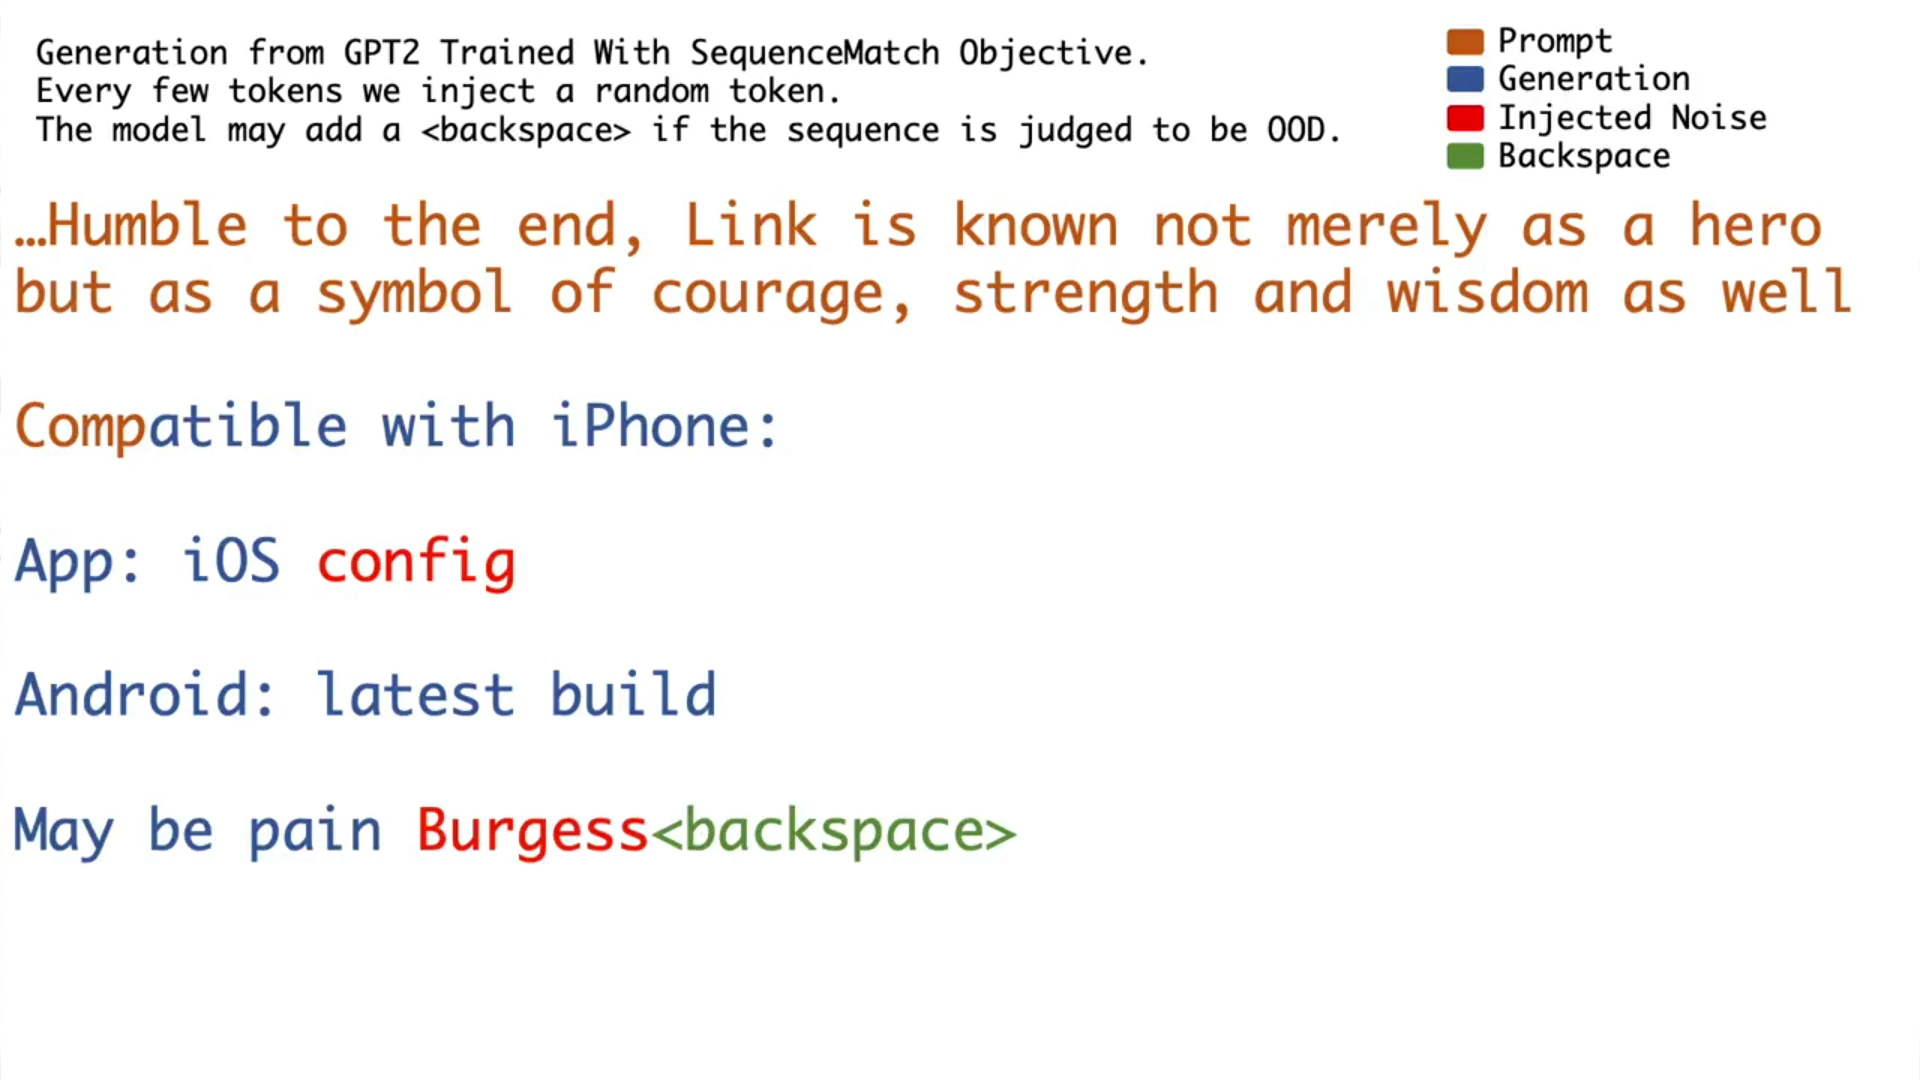 Generation from GPT2 Trained With SequenceMatch Objective.
Every few tokens we inject a random token.
The model may add a <backspace> if the sequence is judged to be OOD.
Prompt
Generation
Injected Noise
Backspace
…Humble to the end, Link is known not merely as a hero
but as a symbol of courage, strength and wisdom as well
Compatible with iPhone:
App: iOS config
Android: latest build
May be pain Burgess<backspace>